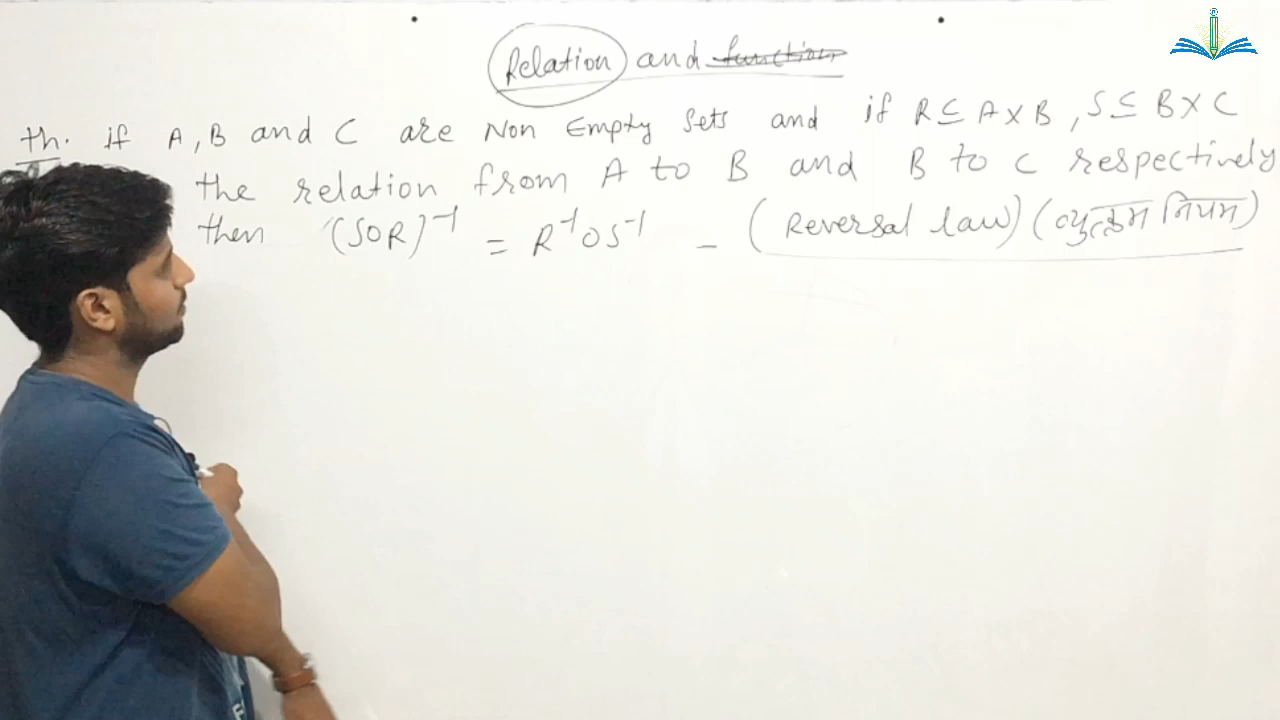 Relation and function
th. if A, B and C are Non Empty Sets and if R ⊆ A×B, S ⊆ B×C
the relation from A to B and B to C respectively
then (SOR)⁻¹ = R⁻¹OS⁻¹ – (Reversal law) (व्युत्क्रम नियम)